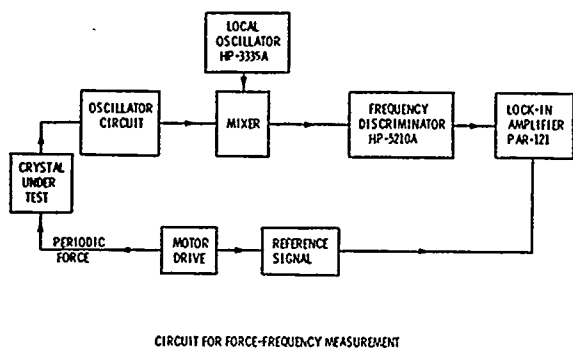 LOCAL
OSCILLATOR
HP-3335A
OSCILLATOR
CIRCUIT
MIXER
FREQUENCY
DISCRIMINATOR
HP-5210A
LOCK-IN
AMPLIFIER
PAR-121
CRYSTAL
UNDER
TEST
PERIODIC
FORCE
MOTOR
DRIVE
REFERENCE
SIGNAL
CIRCUIT FOR FORCE-FREQUENCY MEASUREMENT